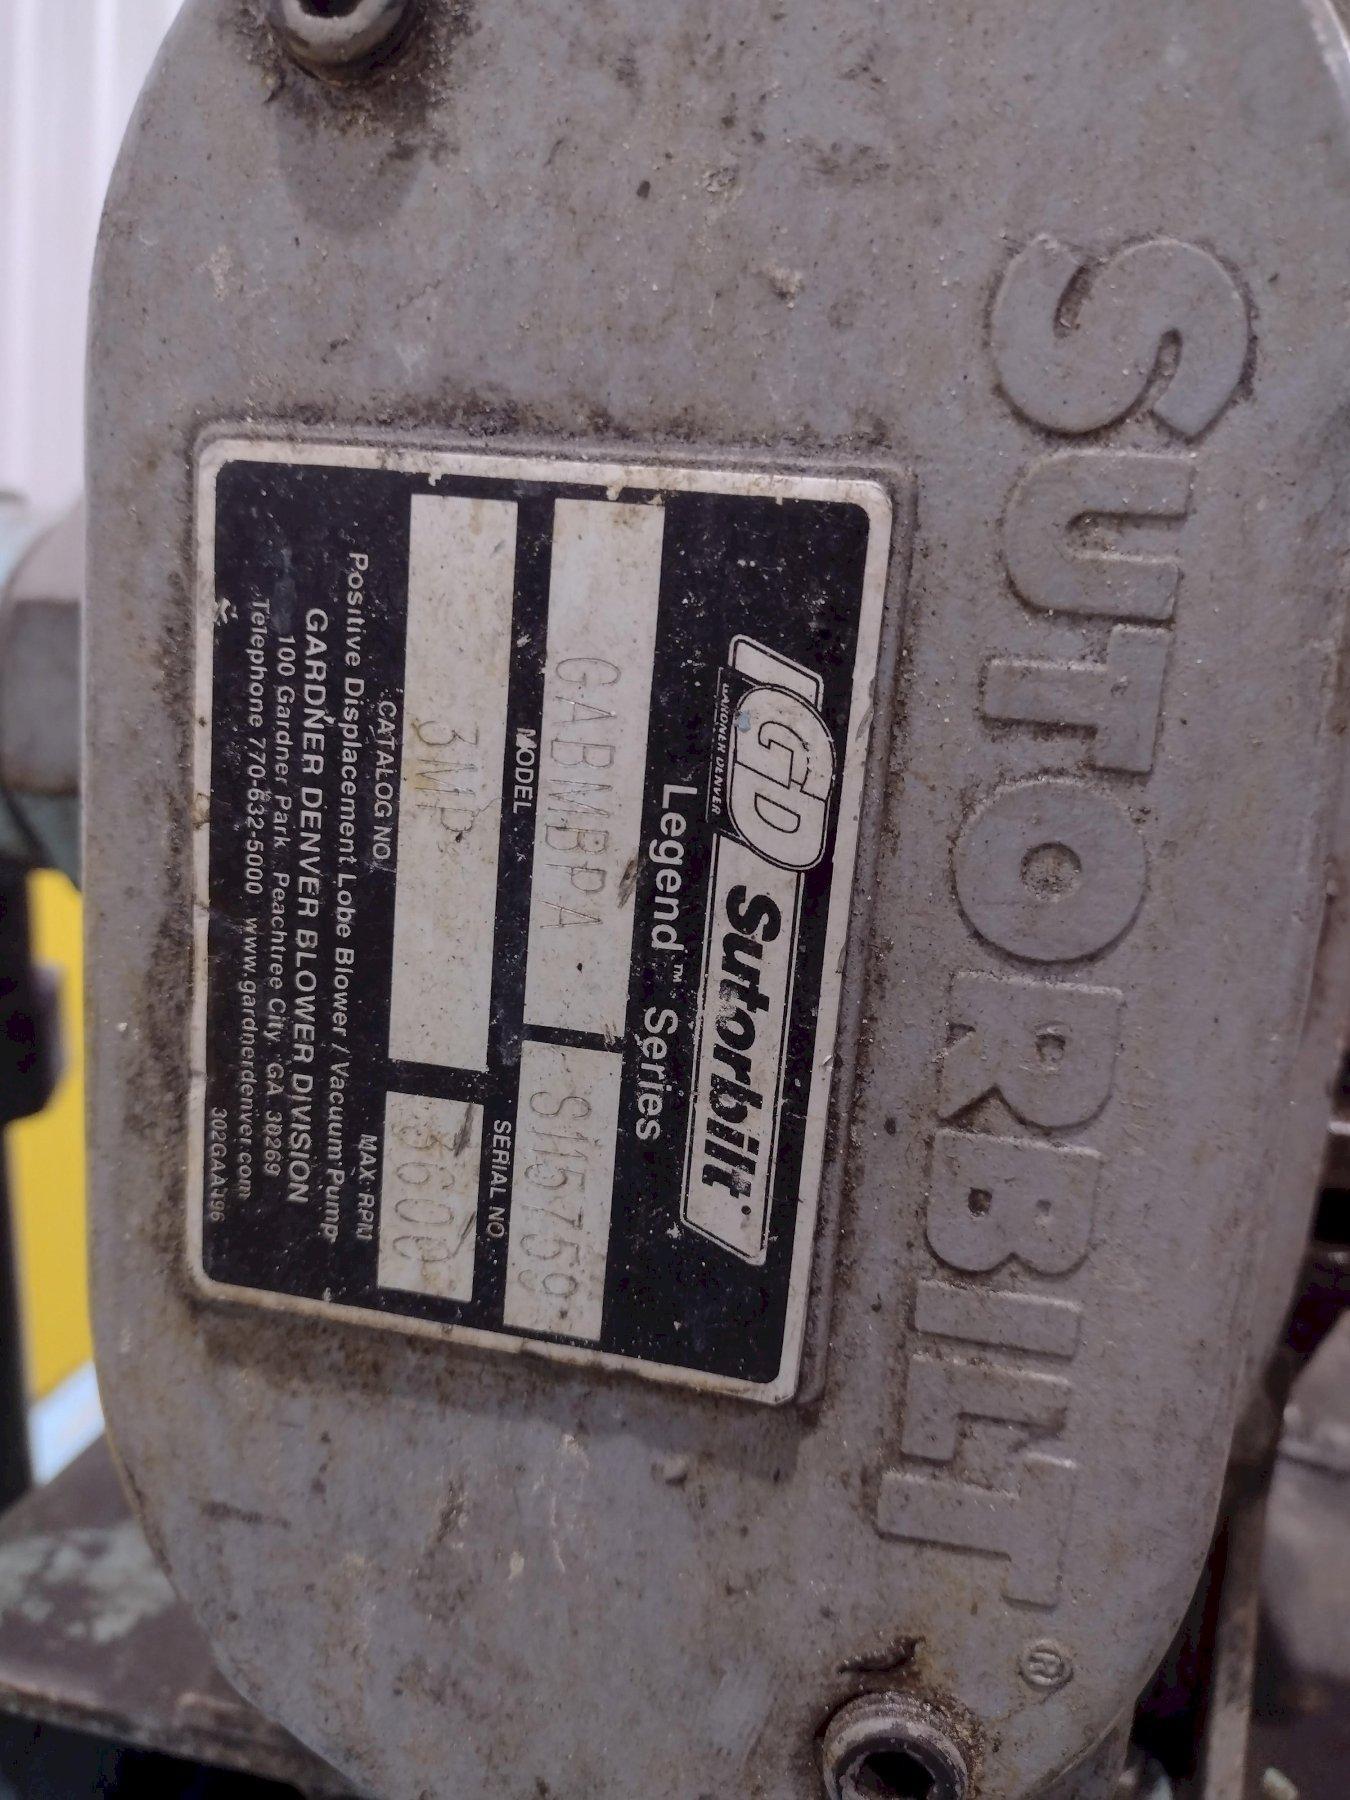 SUTORBILT®
GD Sutorbilt
GARDNER DENVER
Legend™ Series
GABMBPA S115759
MODEL SERIAL NO.
3MP 3600
CATALOG NO. MAX. RPM
Positive Displacement Lobe Blower / Vacuum Pump
GARDNER DENVER BLOWER DIVISION
100 Gardner Park Peachtree City, GA 30269
Telephone 770-632-5000 www.gardnerdenver.com
302GAA196